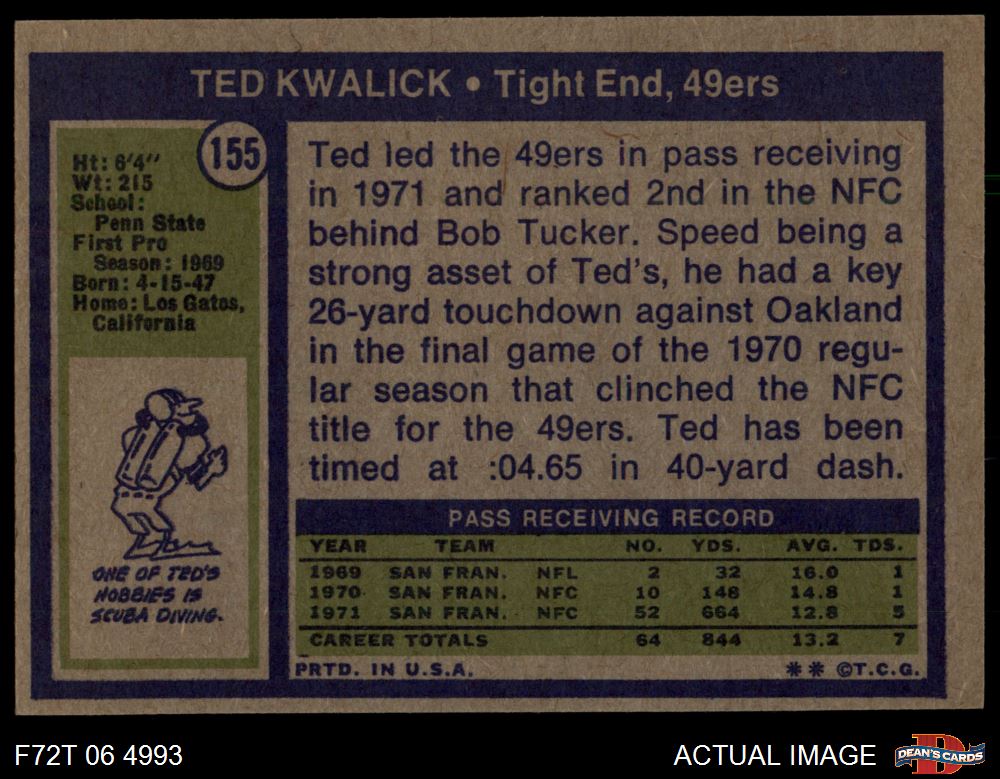 TED KWALICK • Tight End, 49ers
155
Ht: 6'4''
Wt: 215
School:
Penn State
First Pro
Season: 1969
Born: 4-15-47
Home: Los Gatos,
California
ONE OF TED'S
HOBBIES IS
SCUBA DIVING.
Ted led the 49ers in pass receiving
in 1971 and ranked 2nd in the NFC
behind Bob Tucker. Speed being a
strong asset of Ted's, he had a key
26-yard touchdown against Oakland
in the final game of the 1970 regu-
lar season that clinched the NFC
title for the 49ers. Ted has been
timed at :04.65 in 40-yard dash.
PASS RECEIVING RECORD
YEAR TEAM NO. YDS. AVG. TDS.
1969 SAN FRAN. NFL 2 32 16.0 1
1970 SAN FRAN. NFC 10 148 14.8 1
1971 SAN FRAN. NFC 52 664 12.8 5
CAREER TOTALS 64 844 13.2 7
PRTD. IN U.S.A. ** ©T.C.G.
F72T 06 4993 ACTUAL IMAGE DEAN'S CARDS